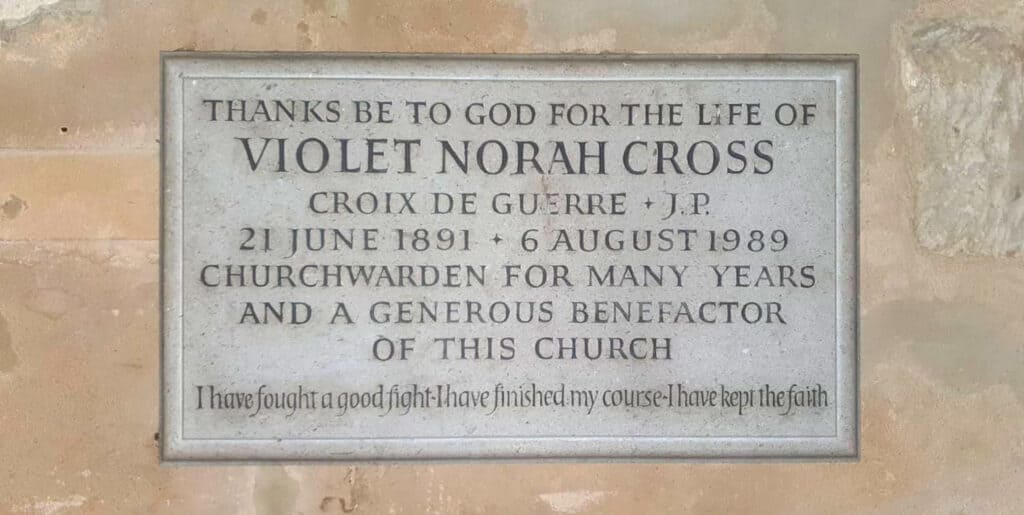 THANKS BE TO GOD FOR THE LIFE OF
VIOLET NORAH CROSS
CROIX DE GUERRE + J.P.
21 JUNE 1891 + 6 AUGUST 1989
CHURCHWARDEN FOR MANY YEARS
AND A GENEROUS BENEFACTOR
OF THIS CHURCH
I have fought a good fight·I have finished my course·I have kept the faith